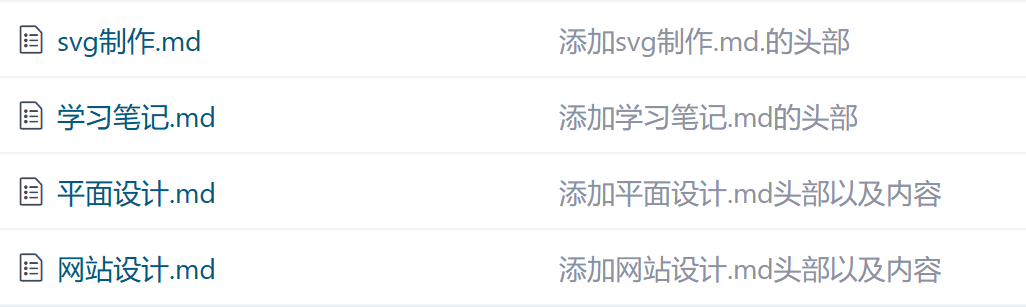 svg制作.md 添加svg制作.md.的头部
学习笔记.md 添加学习笔记.md的头部
平面设计.md 添加平面设计.md头部以及内容
网站设计.md 添加网站设计.md头部以及内容